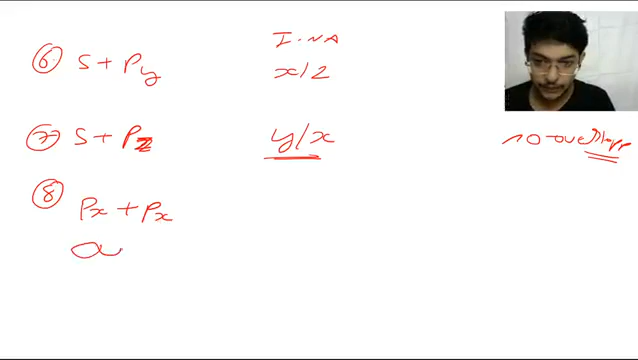 I.NA
6 S + Py x/z
7 S + Pz y/x no overlapp
8
Px + Px